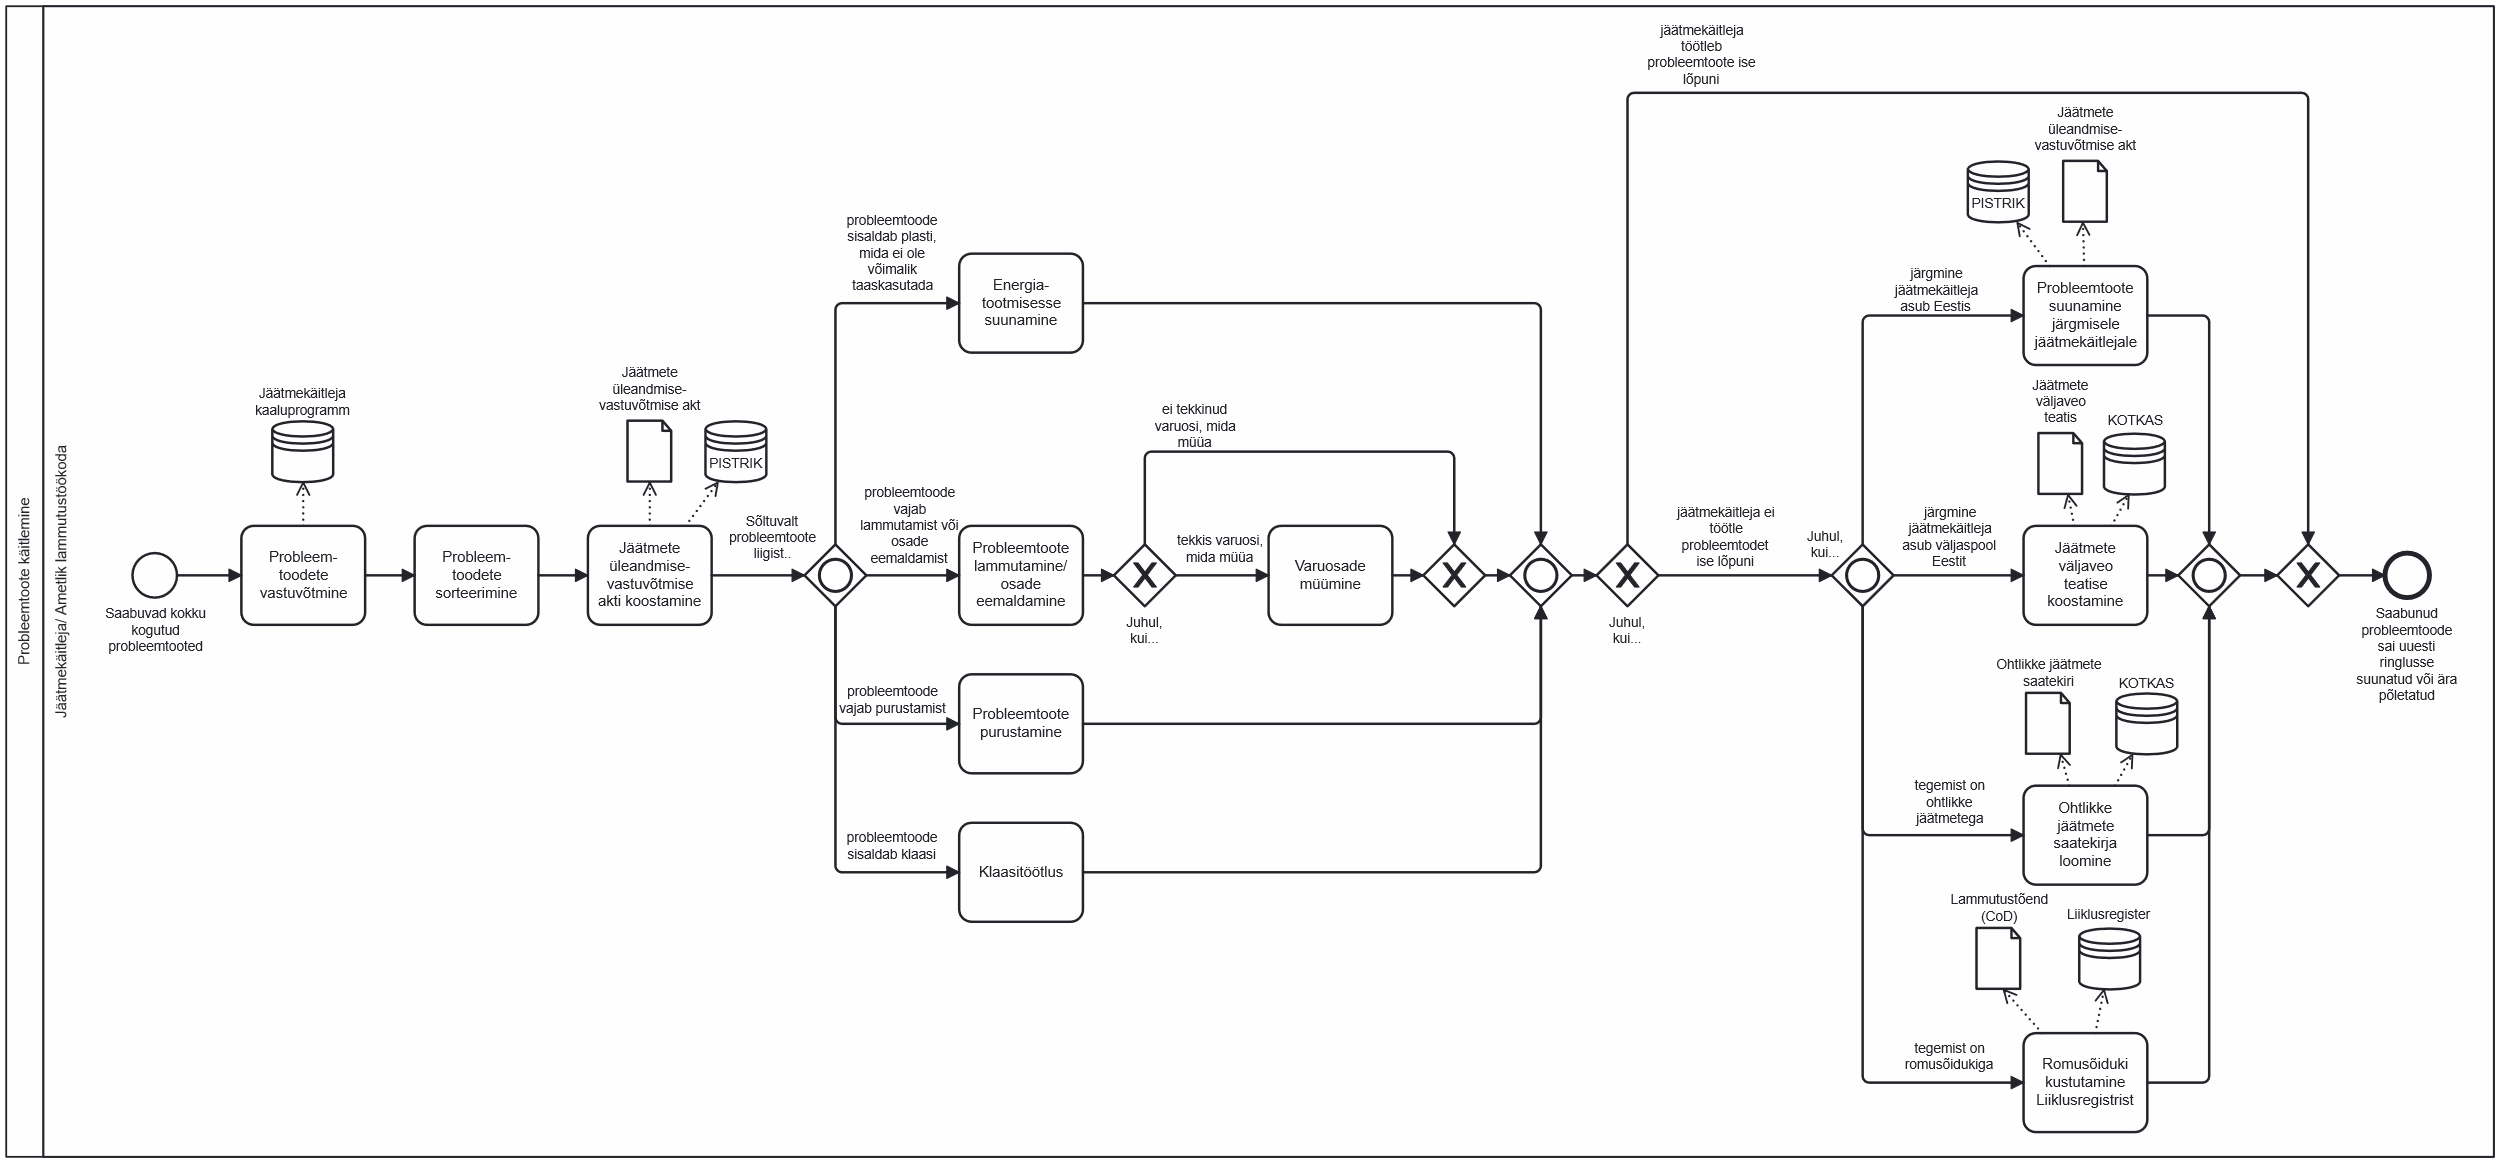 Probleemtoote käitlemine
Jäätmekäitleja/ Ametlik lammutustöökoda
Saabuvad kokku
kogutud
probleemtooted
Jäätmekäitleja
kaaluprogramm
Probleem-
toodete
vastuvõtmine
Probleem-
toodete
sorteerimine
Jäätmete
üleandmise-
vastuvõtmise akt
PISTRIK
Jäätmete
üleandmise-
vastuvõtmise
akti koostamine
Sõltuvalt
probleemtoote
liigist..
probleemtoode
sisaldab plasti,
mida ei ole
võimalik
taaskasutada
Energia-
tootmisesse
suunamine
probleemtoode
vajab
lammutamist või
osade
eemaldamist
Probleemtoote
lammutamine/
osade
eemaldamine
probleemtoode
vajab purustamist
Probleemtoote
purustamine
probleemtoode
sisaldab klaasi
Klaasitöötlus
Juhul,
kui...
ei tekkinud
varuosi, mida
müüa
tekkis varuosi,
mida müüa
Varuosade
müümine
Juhul,
kui...
jäätmekäitleja
töötleb
probleemtoote ise
lõpuni
jäätmekäitleja ei
töötle
probleemtodet
ise lõpuni
Juhul,
kui...
järgmine
jäätmekäitleja
asub Eestis
PISTRIK
Jäätmete
üleandmise-
vastuvõtmise akt
Probleemtoote
suunamine
järgmisele
jäätmekäitlejale
järgmine
jäätmekäitleja
asub väljaspool
Eestit
Jäätmete
väljaveo
teatis
KOTKAS
Jäätmete
väljaveo
teatise
koostamine
tegemist on
ohtlikke
jäätmetega
Ohtlikke jäätmete
saatekiri
KOTKAS
Ohtlikke
jäätmete
saatekirja
loomine
tegemist on
romusõidukiga
Lammutustõend
(CoD)
Liiklusregister
Romusõiduki
kustutamine
Liiklusregistrist
Saabunud
probleemtoode
sai uuesti
ringlusse
suunatud või ära
põletatud